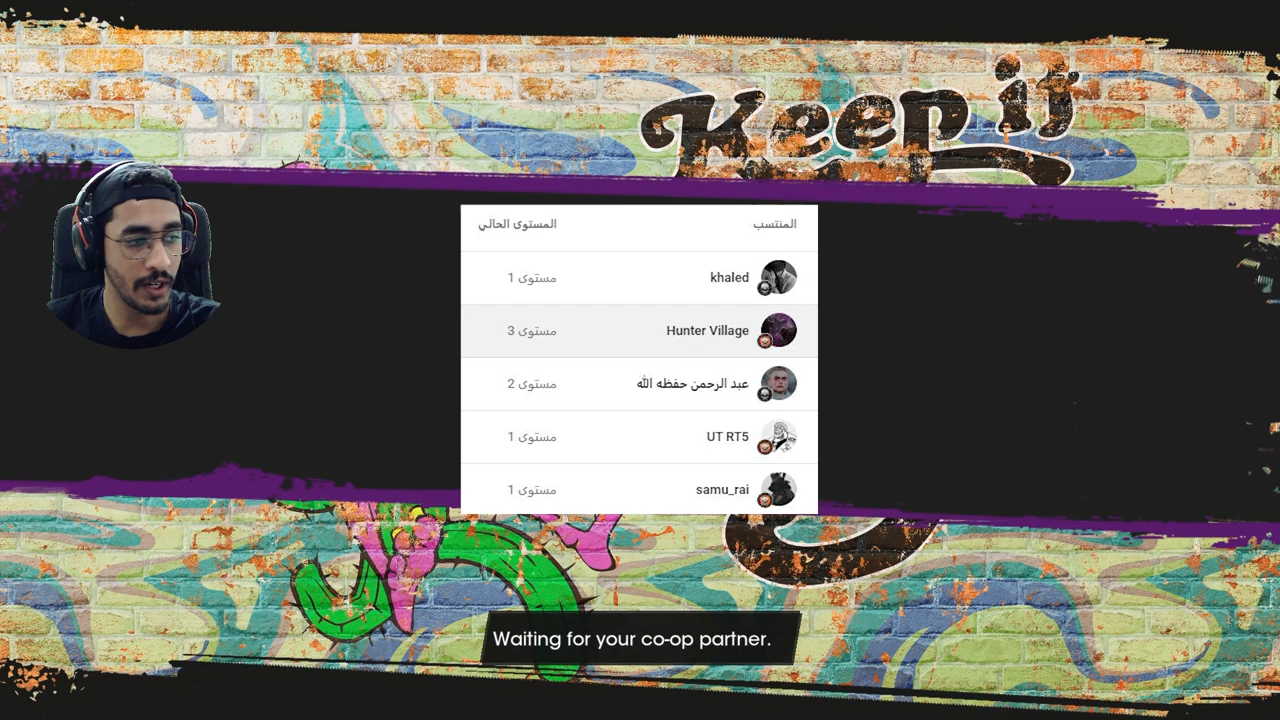 Keep it
المنتسب المستوى الحالي
khaled مستوى 1
Hunter Village مستوى 3
عبد الرحمن حفظه الله مستوى 2
UT RT5 مستوى 1
samu_rai مستوى 1
Waiting for your co-op partner.